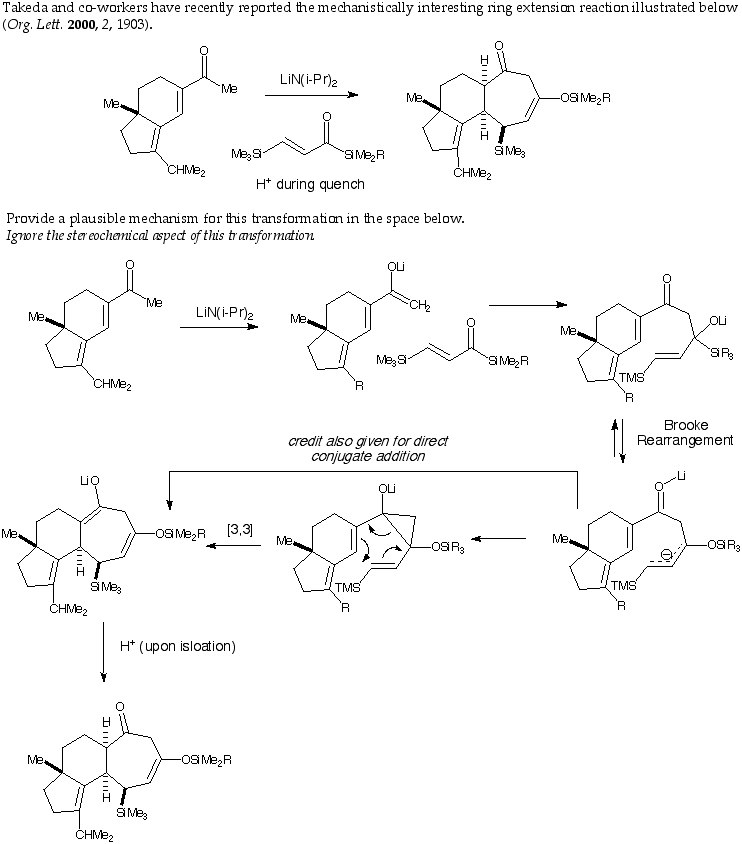 Takeda and co-workers have recently reported the mechanistically interesting ring extension reaction illustrated below
(Org. Lett. 2000, 2, 1903).
O
Me
Me
CHMe2
LiN(i-Pr)2
O
Me3Si
SiMe2R
H+ during quench
O
H
Me
OSiMe2R
H
SiMe3
CHMe2
Provide a plausible mechanism for this transformation in the space below.
Ignore the stereochemical aspect of this transformation.
O
Me
Me
CHMe2
LiN(i-Pr)2
OLi
CH2
Me
R
O
Me3Si
SiMe2R
O
OLi
Me
SiR3
TMS
R
Brooke
Rearrangement
credit also given for direct
conjugate addition
LiO
OSiMe2R
Me
H
SiMe3
CHMe2
[3,3]
OLi
Me
OSiR3
TMS
R
Li
O
Me
OSiR3
⊖
TMS
R
H+ (upon isloation)
O
H
Me
OSiMe2R
H
SiMe3
CHMe2